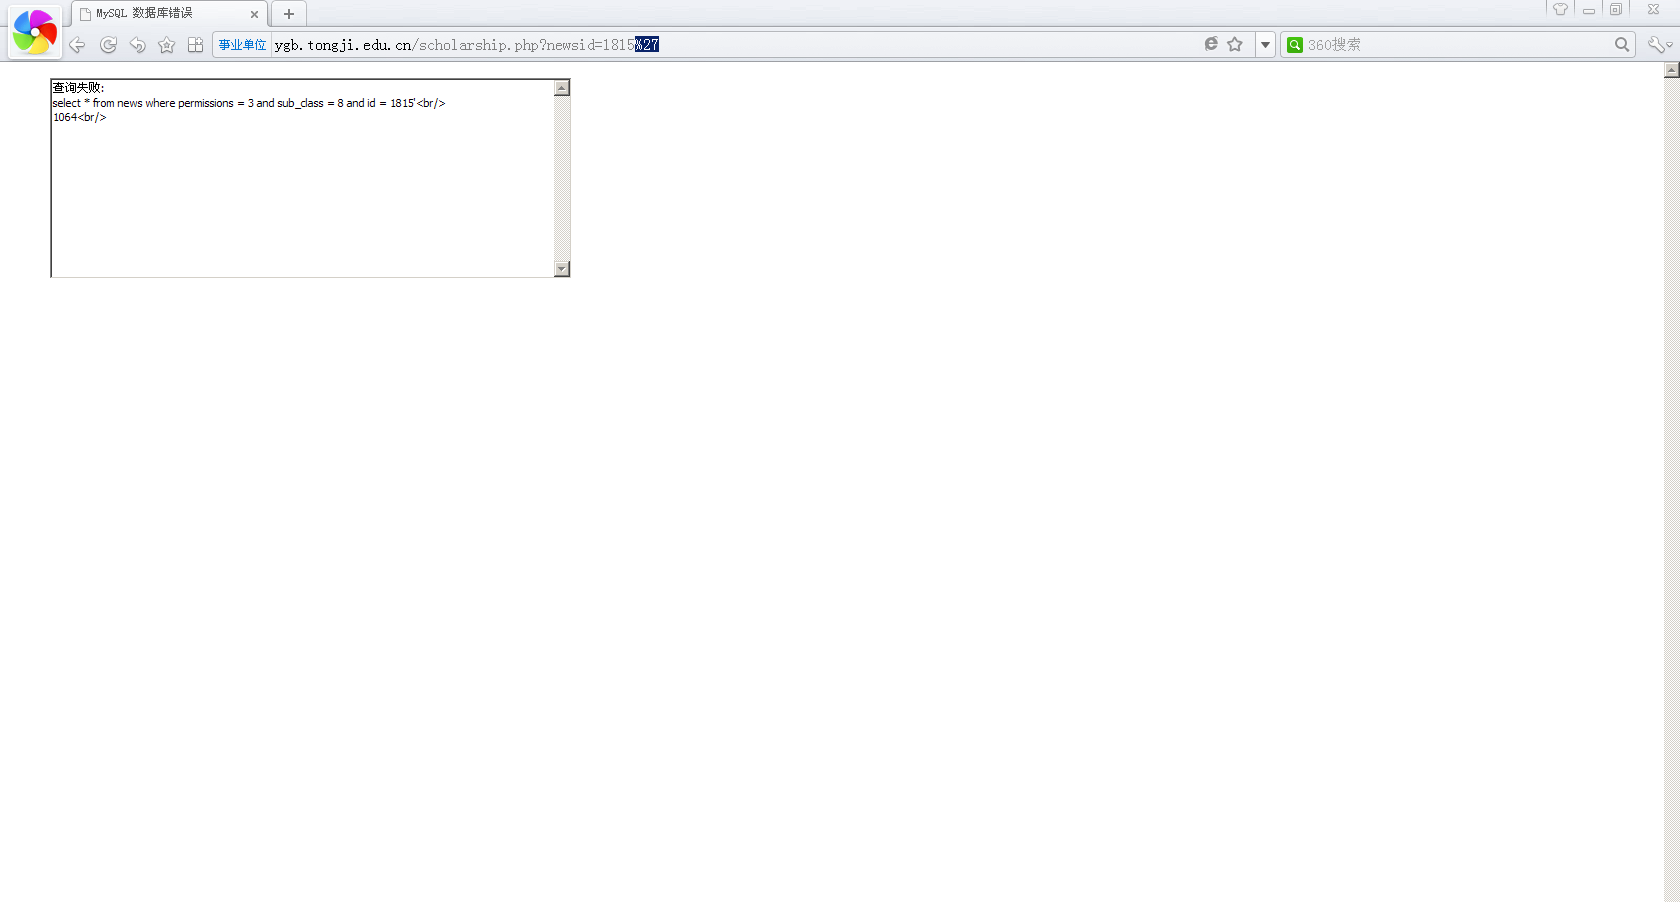 MySQL 数据库错误
事业单位 ygb.tongji.edu.cn/scholarship.php?newsid=1815%27
360搜索
查询失败:
select * from news where permissions = 3 and sub_class = 8 and id = 1815'<br/>
1064<br/>